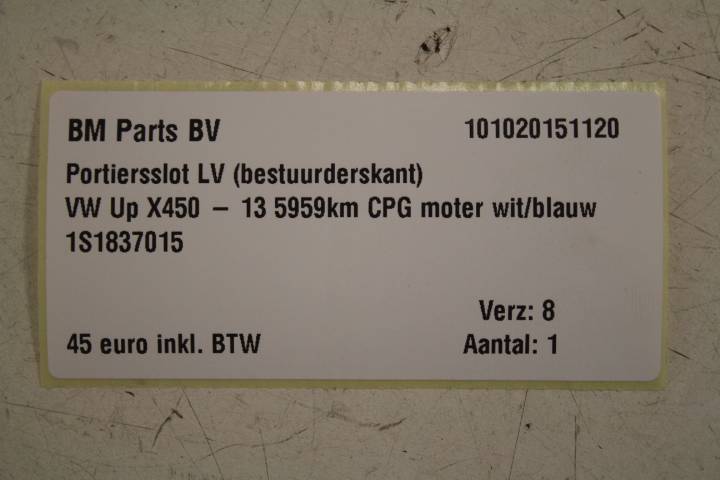 BM Parts BV 101020151120
Portiersslot LV (bestuurderskant)
VW Up X450 – 13 5959km CPG moter wit/blauw
1S1837015
Verz: 8
45 euro inkl. BTW Aantal: 1